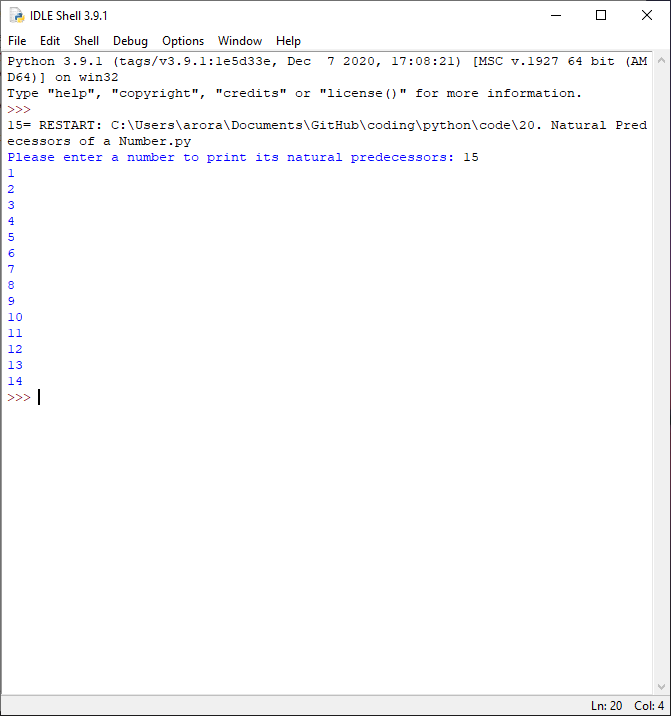 IDLE Shell 3.9.1
File Edit Shell Debug Options Window Help
Python 3.9.1 (tags/v3.9.1:1e5d33e, Dec  7 2020, 17:08:21) [MSC v.1927 64 bit (AM
D64)] on win32
Type "help", "copyright", "credits" or "license()" for more information.
>>>
15= RESTART: C:\Users\arora\Documents\GitHub\coding\python\code\20. Natural Pred
ecessors of a Number.py
Please enter a number to print its natural predecessors: 15
1
2
3
4
5
6
7
8
9
10
11
12
13
14
>>>
Ln: 20 Col: 4